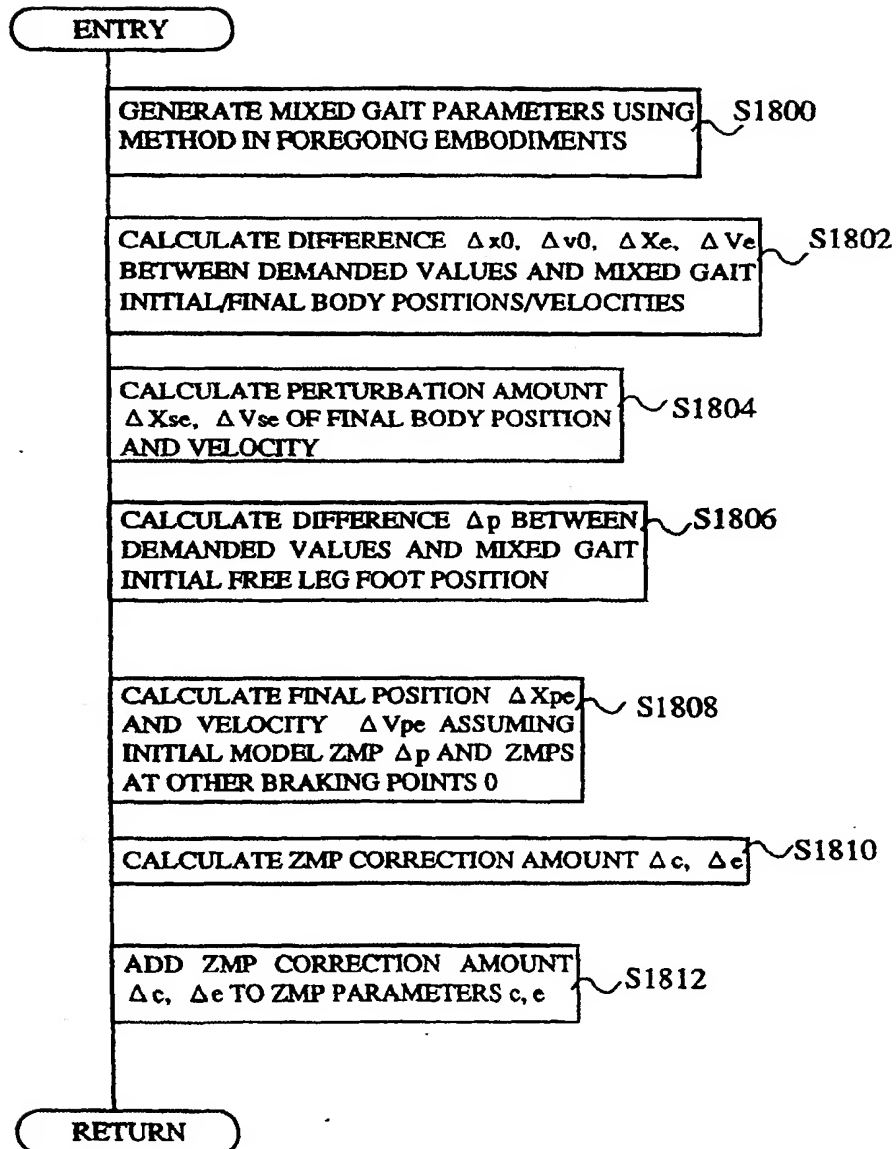 ENTRY
GENERATE MIXED GAIT PARAMETERS USING
METHOD IN FOREGOING EMBODIMENTS
S1800
CALCULATE DIFFERENCE Δx0, Δv0, ΔXe, ΔVe
BETWEEN DEMANDED VALUES AND MIXED GAIT
INITIAL/FINAL BODY POSITIONS/VELOCITIES
S1802
CALCULATE PERTURBATION AMOUNT
ΔXse, ΔVse OF FINAL BODY POSITION
AND VELOCITY
S1804
CALCULATE DIFFERENCE Δp BETWEEN
DEMANDED VALUES AND MIXED GAIT
INITIAL FREE LEG FOOT POSITION
S1806
CALCULATE FINAL POSITION ΔXpe
AND VELOCITY ΔVpe ASSUMING
INITIAL MODEL ZMP Δp AND ZMPS
AT OTHER BRAKING POINTS 0
S1808
CALCULATE ZMP CORRECTION AMOUNT Δc, Δe
S1810
ADD ZMP CORRECTION AMOUNT
Δc, Δe TO ZMP PARAMETERS c, e
S1812
RETURN